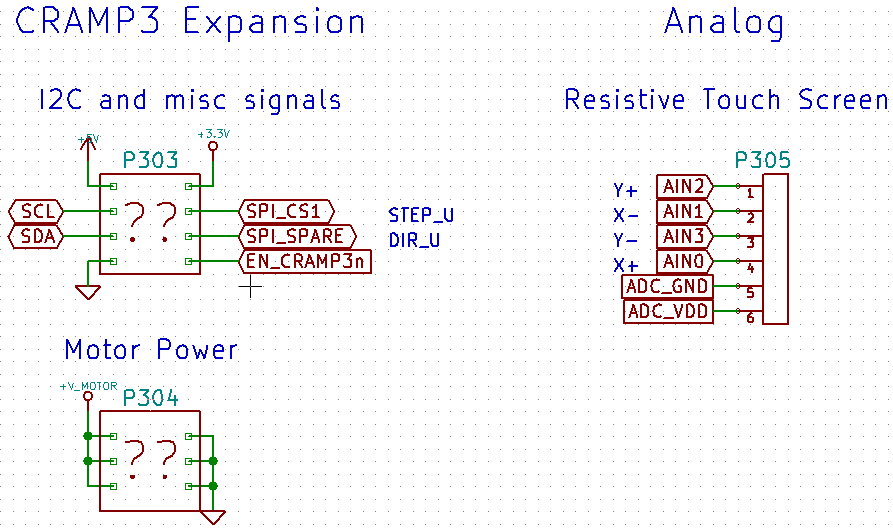 CRAMP3 Expansion
Analog
I2C and misc signals
Resistive Touch Screen
+5V
+3.3V
P303
P305
??
SCL
SDA
SPI_CS1
STEP_U
SPI_SPARE
DIR_U
EN_CRAMP3n
Y+ AIN2 1
X- AIN1 2
Y- AIN3 3
X+ AIN0 4
ADC_GND 5
ADC_VDD 6
Motor Power
+V_MOTOR
P304
??